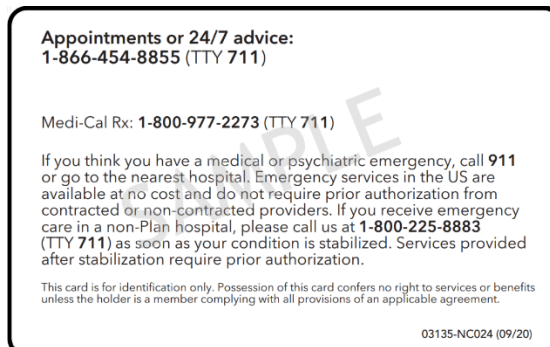 Appointments or 24/7 advice:
1-866-454-8855 (TTY 711)
Medi-Cal Rx: 1-800-977-2273 (TTY 711)
If you think you have a medical or psychiatric emergency, call 911
or go to the nearest hospital. Emergency services in the US are
available at no cost and do not require prior authorization from
contracted or non-contracted providers. If you receive emergency
care in a non-Plan hospital, please call us at 1-800-225-8883
(TTY 711) as soon as your condition is stabilized. Services provided
after stabilization require prior authorization.
This card is for identification only. Possession of this card confers no right to services or benefits
unless the holder is a member complying with all provisions of an applicable agreement.
03135-NC024 (09/20)
SAMPLE